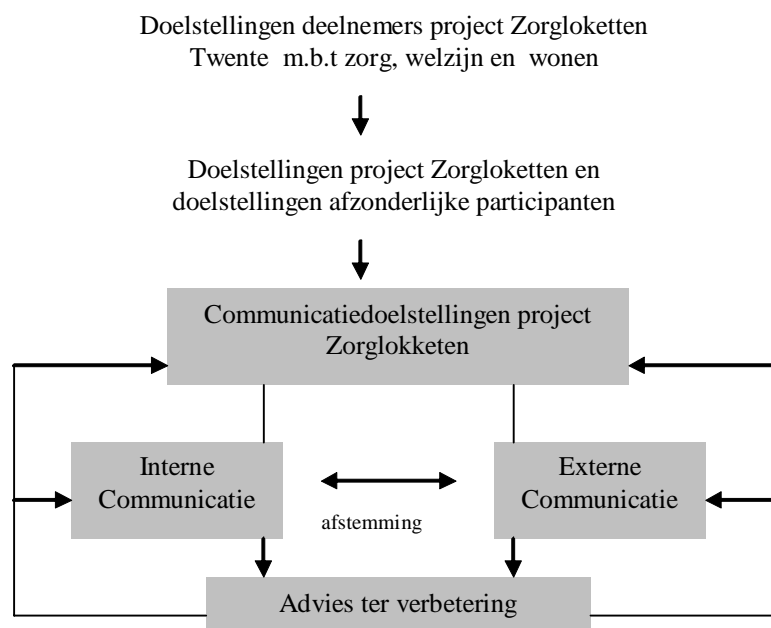 Doelstellingen deelnemers project Zorgloketten
Twente m.b.t zorg, welzijn en wonen
Doelstellingen project Zorgloketten en
doelstellingen afzonderlijke participanten
Communicatiedoelstellingen project
Zorglokketen
Interne
Communicatie
afstemming
Externe
Communicatie
Advies ter verbetering